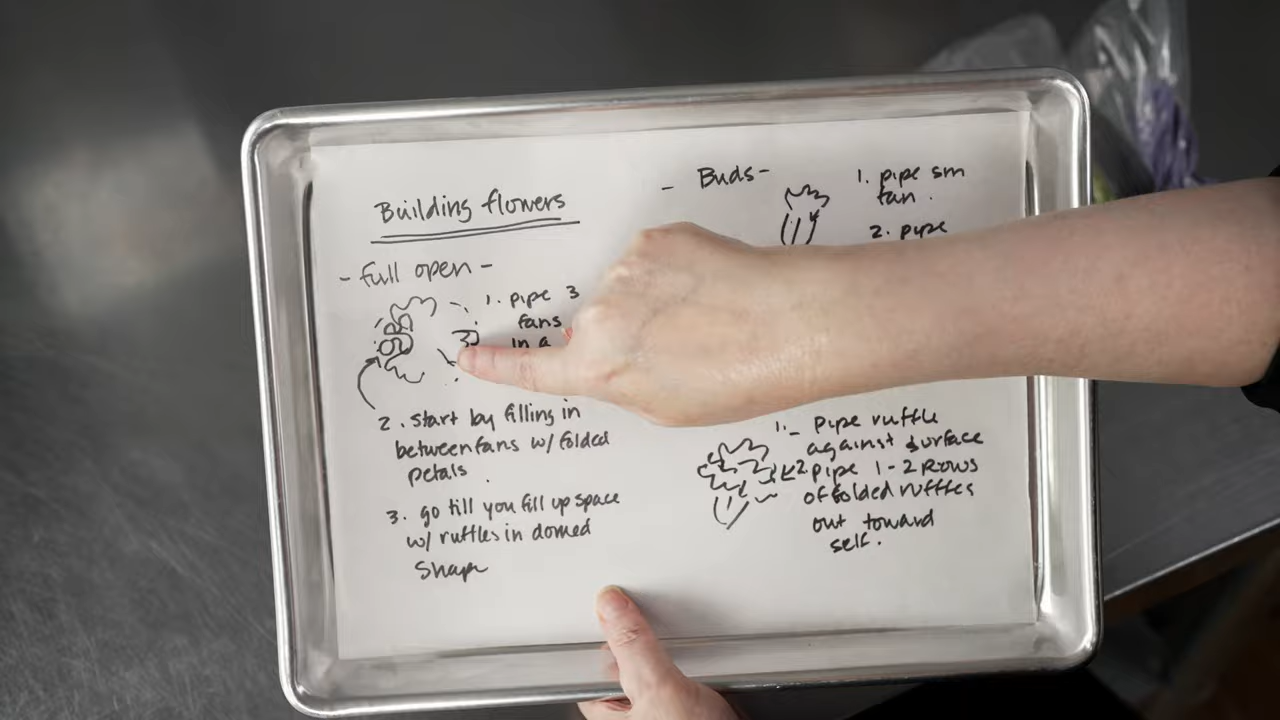 Building flowers
- full open -
1. pipe 3
fans
in a
2. start by filling in
between fans w/ folded
petals.
3. go till you fill up space
w/ ruffles in domed
shape
- Buds -
1. pipe sm
fan.
2. pipe
1. pipe ruffle
against surface
2. pipe 1-2 rows
of folded ruffles
out toward
self.